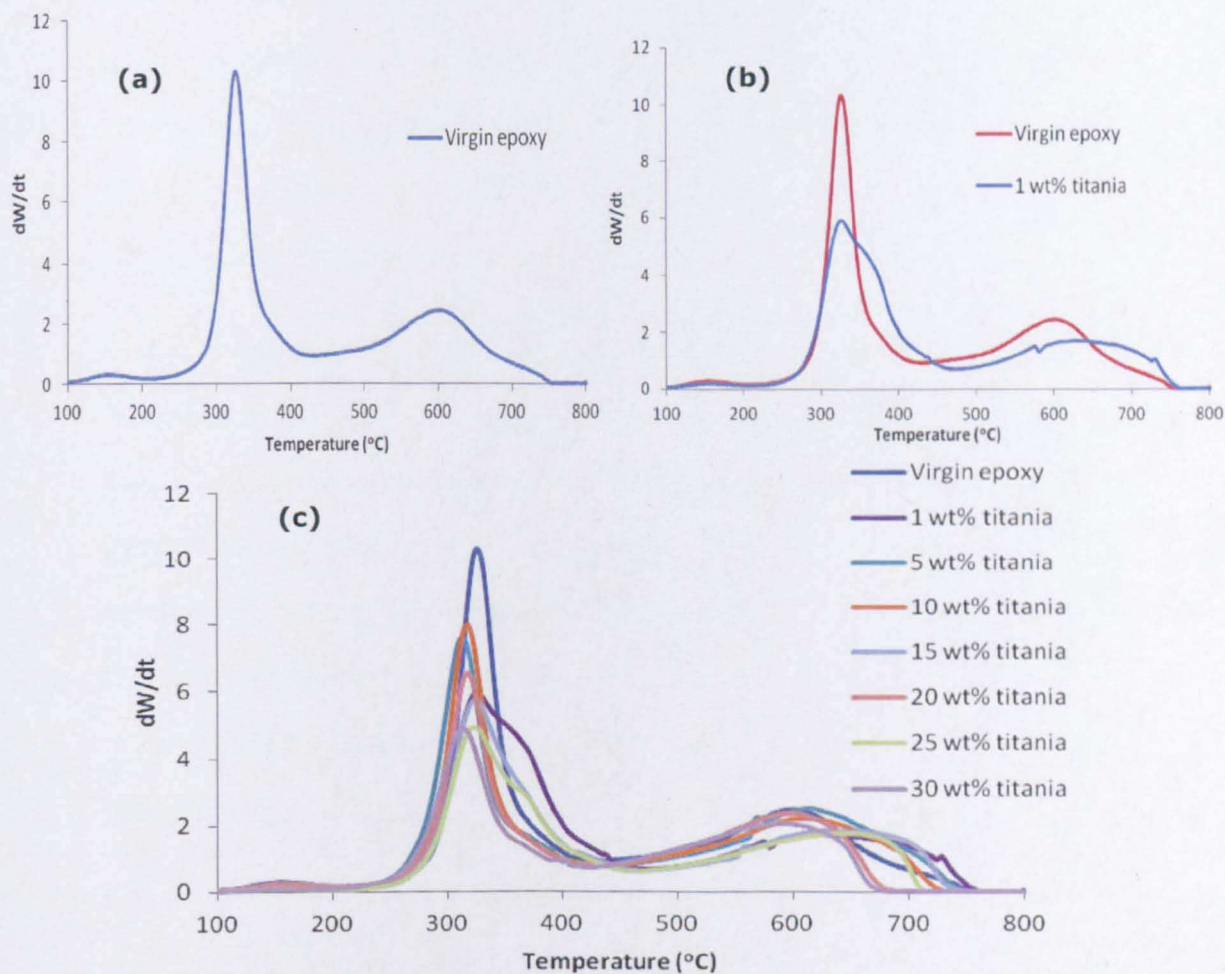 (a)
12
10
8
6
4
2
0
dW/dt
Virgin epoxy
100 200 300 400 500 600 700 800
Temperature (°C)
(b)
12
10
8
6
4
2
0
dW/dt
Virgin epoxy
1 wt% titania
100 200 300 400 500 600 700 800
Temperature (°C)
(c)
12
10
8
6
4
2
0
dW/dt
Virgin epoxy
1 wt% titania
5 wt% titania
10 wt% titania
15 wt% titania
20 wt% titania
25 wt% titania
30 wt% titania
100 200 300 400 500 600 700 800
Temperature (°C)